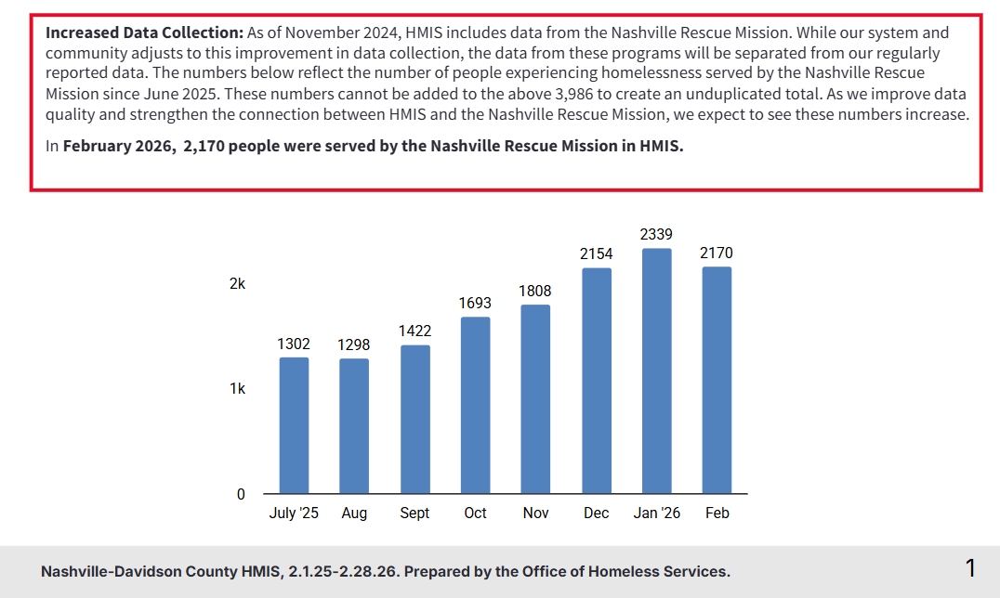 Increased Data Collection: As of November 2024, HMIS includes data from the Nashville Rescue Mission. While our system and
community adjusts to this improvement in data collection, the data from these programs will be separated from our regularly
reported data. The numbers below reflect the number of people experiencing homelessness served by the Nashville Rescue
Mission since June 2025. These numbers cannot be added to the above 3,986 to create an unduplicated total. As we improve data
quality and strengthen the connection between HMIS and the Nashville Rescue Mission, we expect to see these numbers increase.
In February 2026, 2,170 people were served by the Nashville Rescue Mission in HMIS.
2339
2154
2170
2k
1808
1693
1422
1302
1298
1k
0
July '25 Aug Sept Oct Nov Dec Jan '26 Feb
Nashville-Davidson County HMIS, 2.1.25-2.28.26. Prepared by the Office of Homeless Services.
1